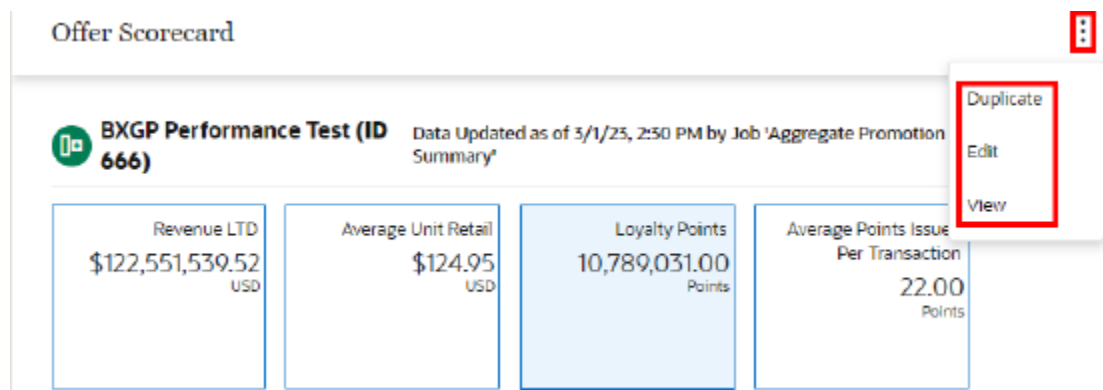 Offer Scorecard
Duplicate
Edit
View
BXGP Performance Test (ID
666)
Data Updated as of 3/1/23, 2:30 PM by Job 'Aggregate Promotion
Summary'
Revenue LTD
$122,551,539.52
USD
Average Unit Retail
$124.95
USD
Loyalty Points
10,789,031.00
Points
Average Points Issue
Per Transaction
22.00
Points